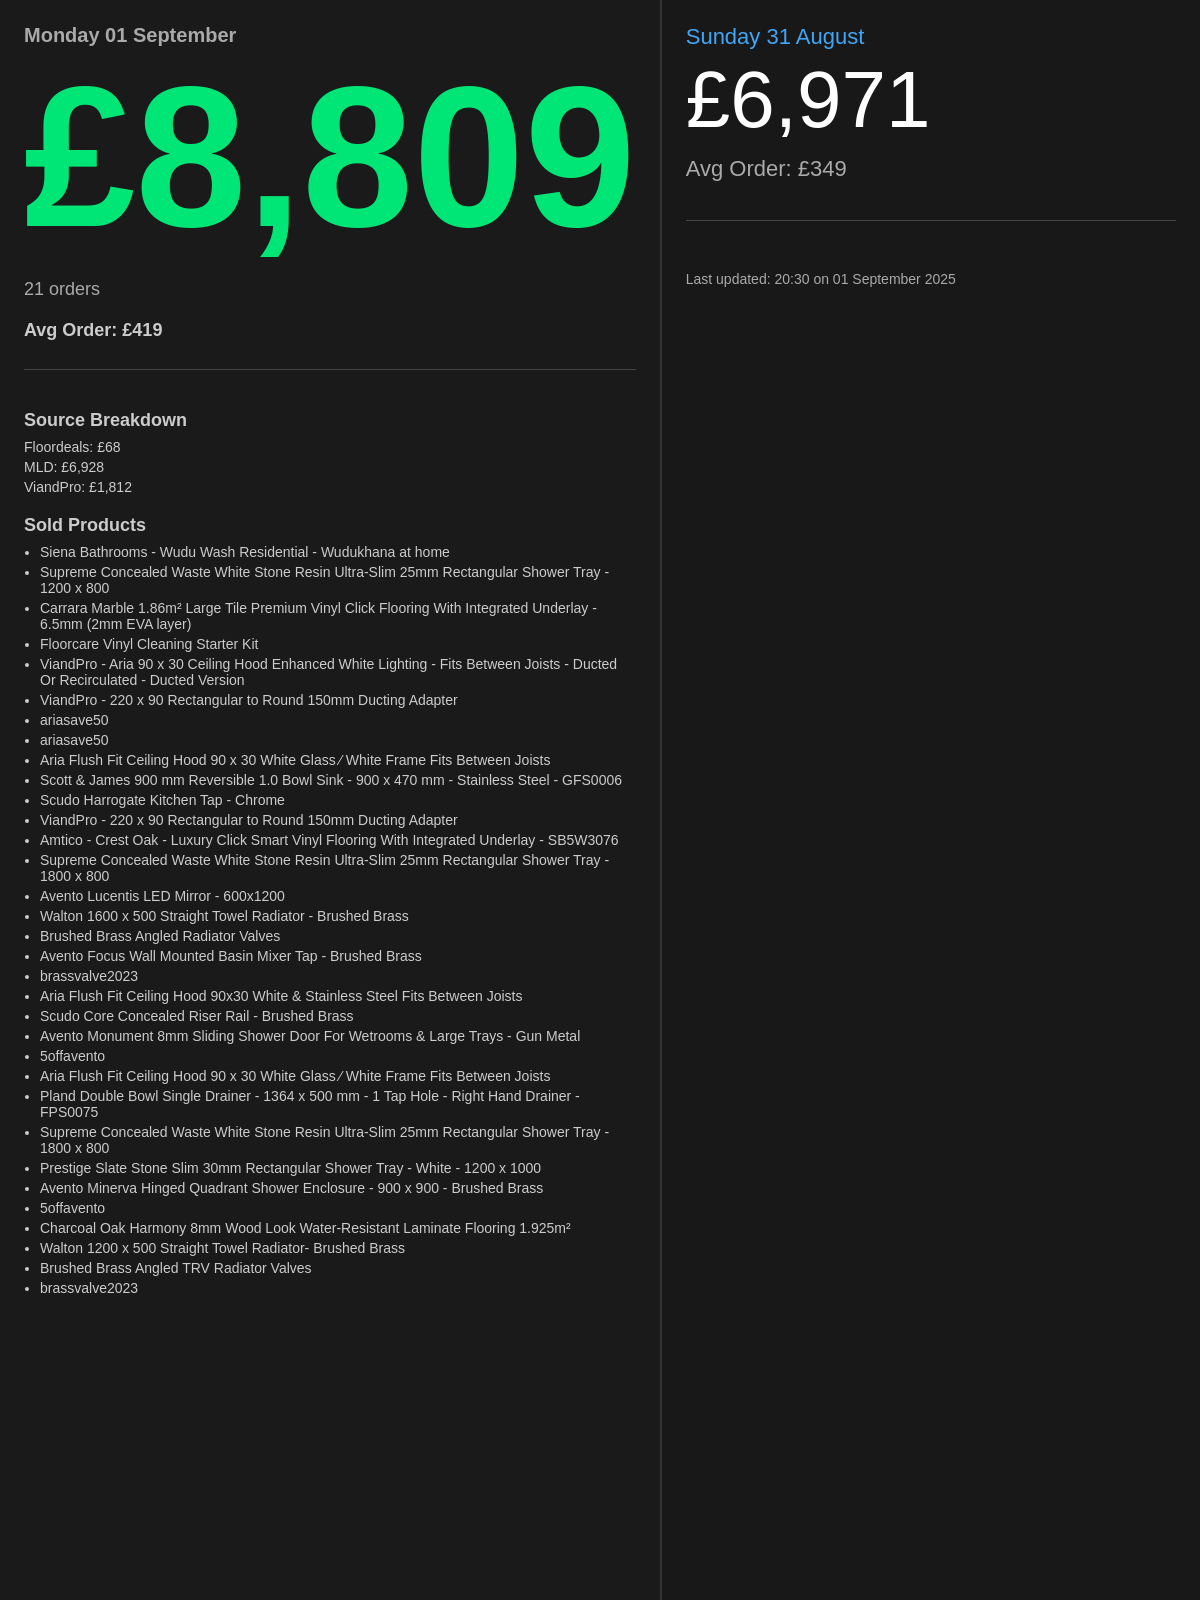 Monday 01 September
£8,809
21 orders
Avg Order: £419
Source Breakdown
Floordeals: £68
MLD: £6,928
ViandPro: £1,812
Sold Products
• Siena Bathrooms - Wudu Wash Residential - Wudukhana at home
• Supreme Concealed Waste White Stone Resin Ultra-Slim 25mm Rectangular Shower Tray -
1200 x 800
• Carrara Marble 1.86m² Large Tile Premium Vinyl Click Flooring With Integrated Underlay -
6.5mm (2mm EVA layer)
• Floorcare Vinyl Cleaning Starter Kit
• ViandPro - Aria 90 x 30 Ceiling Hood Enhanced White Lighting - Fits Between Joists - Ducted
Or Recirculated - Ducted Version
• ViandPro - 220 x 90 Rectangular to Round 150mm Ducting Adapter
• ariasave50
• ariasave50
• Aria Flush Fit Ceiling Hood 90 x 30 White Glass ⁄ White Frame Fits Between Joists
• Scott & James 900 mm Reversible 1.0 Bowl Sink - 900 x 470 mm - Stainless Steel - GFS0006
• Scudo Harrogate Kitchen Tap - Chrome
• ViandPro - 220 x 90 Rectangular to Round 150mm Ducting Adapter
• Amtico - Crest Oak - Luxury Click Smart Vinyl Flooring With Integrated Underlay - SB5W3076
• Supreme Concealed Waste White Stone Resin Ultra-Slim 25mm Rectangular Shower Tray -
1800 x 800
• Avento Lucentis LED Mirror - 600x1200
• Walton 1600 x 500 Straight Towel Radiator - Brushed Brass
• Brushed Brass Angled Radiator Valves
• Avento Focus Wall Mounted Basin Mixer Tap - Brushed Brass
• brassvalve2023
• Aria Flush Fit Ceiling Hood 90x30 White & Stainless Steel Fits Between Joists
• Scudo Core Concealed Riser Rail - Brushed Brass
• Avento Monument 8mm Sliding Shower Door For Wetrooms & Large Trays - Gun Metal
• 5offavento
• Aria Flush Fit Ceiling Hood 90 x 30 White Glass ⁄ White Frame Fits Between Joists
• Pland Double Bowl Single Drainer - 1364 x 500 mm - 1 Tap Hole - Right Hand Drainer -
FPS0075
• Supreme Concealed Waste White Stone Resin Ultra-Slim 25mm Rectangular Shower Tray -
1800 x 800
• Prestige Slate Stone Slim 30mm Rectangular Shower Tray - White - 1200 x 1000
• Avento Minerva Hinged Quadrant Shower Enclosure - 900 x 900 - Brushed Brass
• 5offavento
• Charcoal Oak Harmony 8mm Wood Look Water-Resistant Laminate Flooring 1.925m²
• Walton 1200 x 500 Straight Towel Radiator- Brushed Brass
• Brushed Brass Angled TRV Radiator Valves
• brassvalve2023
Sunday 31 August
£6,971
Avg Order: £349
Last updated: 20:30 on 01 September 2025